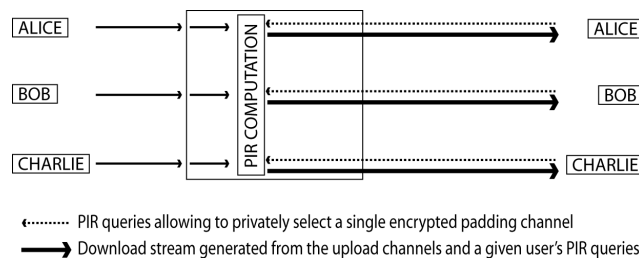 ALICE ALICE
BOB PIR COMPUTATION BOB
CHARLIE CHARLIE
PIR queries allowing to privately select a single encrypted padding channel
Download stream generated from the upload channels and a given user's PIR queries